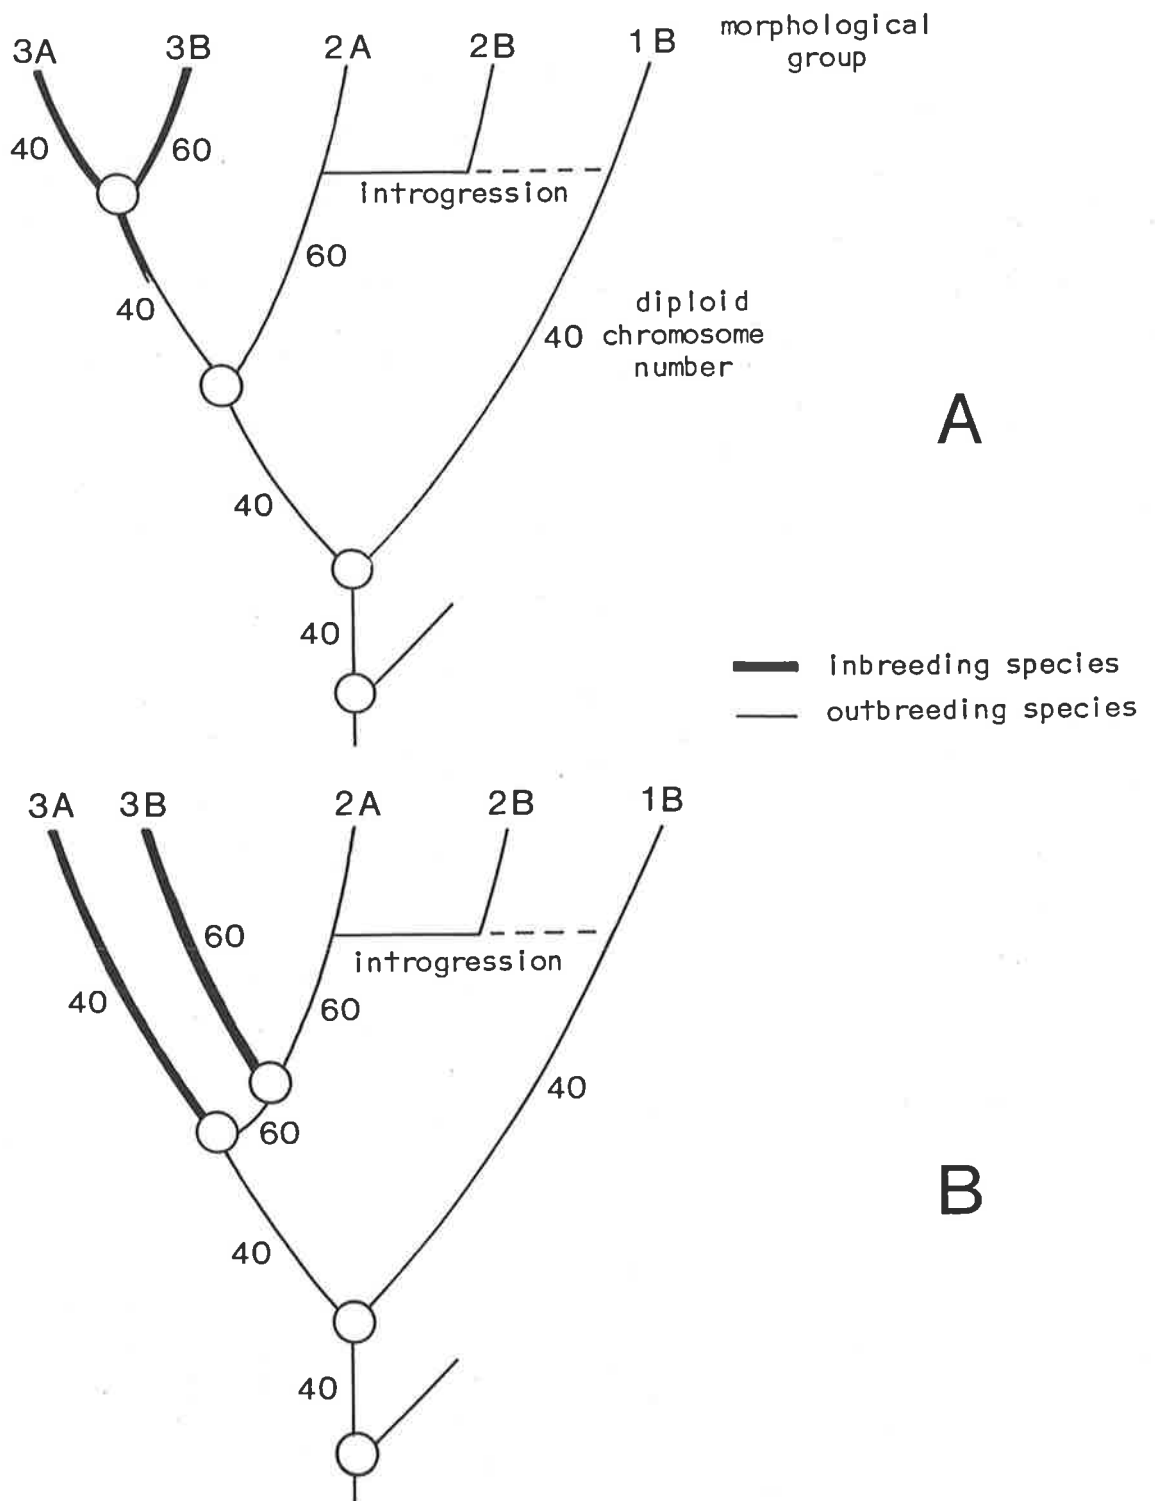 3A 3B 2A 2B 1B morphological
group
40 60
introgression
60
40
diploid
40 chromosome
number
A
40
40
inbreeding species
outbreeding species
3A 3B 2A 2B 1B
60
introgression
40 60
40
60
B
40
40